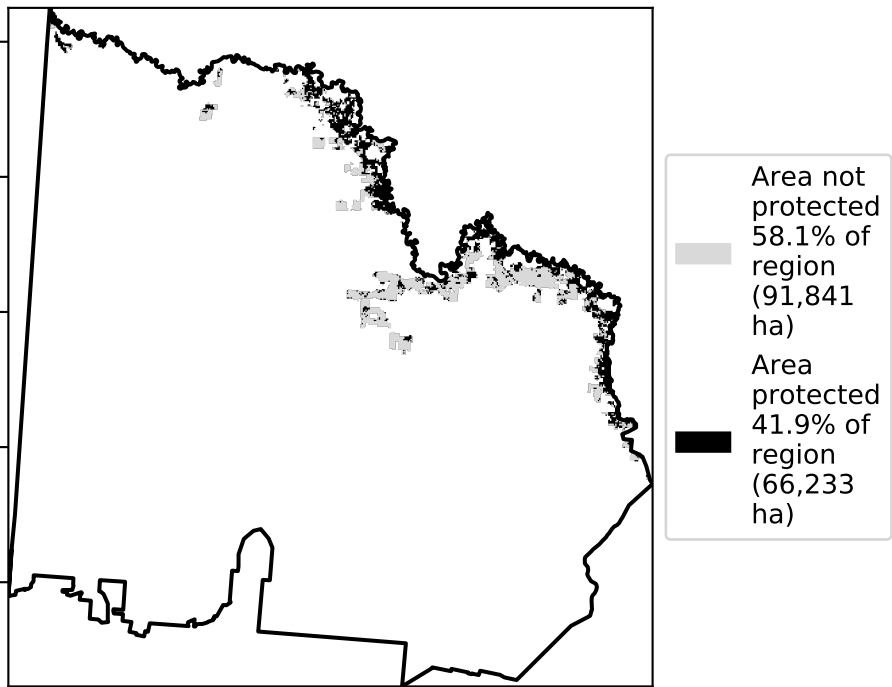 Area not
protected
58.1% of
region
(91,841
ha)
Area
protected
41.9% of
region
(66,233
ha)